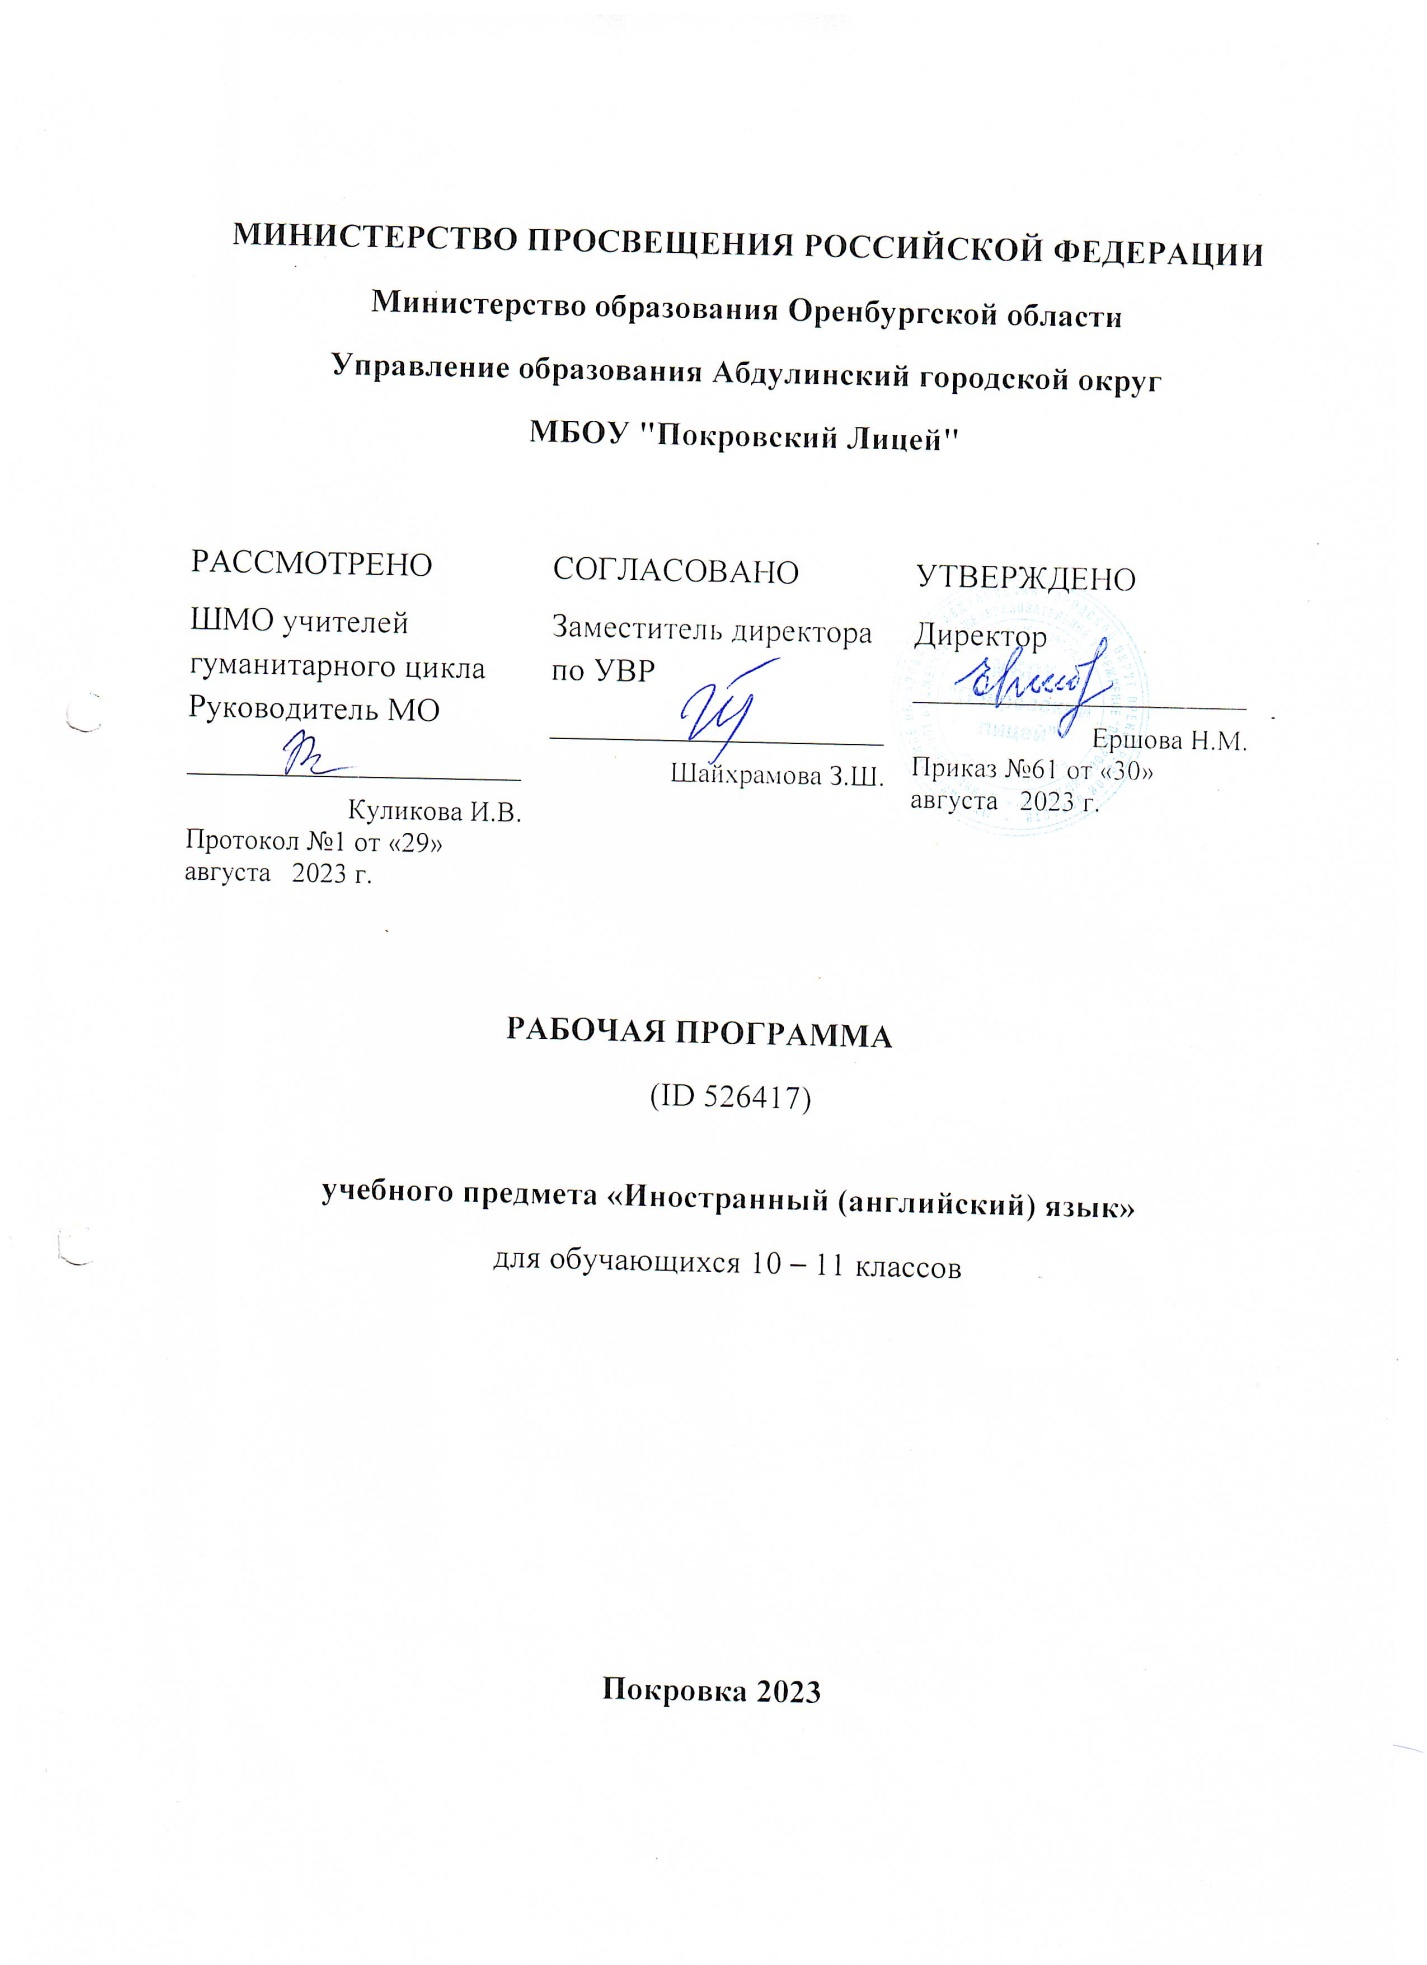 МИНИСТЕРСТВО ПРОСВЕЩЕНИЯ РОССИЙСКОЙ ФЕДЕРАЦИИ
Министерство образования Оренбургской области
Управление образования Абдулинский городской округ
МБОУ "Покровский Лицей"
РАССМОТРЕНО
ШМО учителей
гуманитарного цикла
Руководитель МО
Куликова И.В.
Протокол №1 от «29»
августа 2023 г.
СОГЛАСОВАНО
Заместитель директора
по УВР
Шайхрамова З.Ш.
УТВЕРЖДЕНО
Директор
Ершова Н.М.
Приказ №61 от «30»
августа 2023 г.
ЛИЦЕЙ"
РАБОЧАЯ ПРОГРАММА
(ID 526417)
учебного предмета «Иностранный (английский) язык»
для обучающихся 10 – 11 классов
Покровка 2023